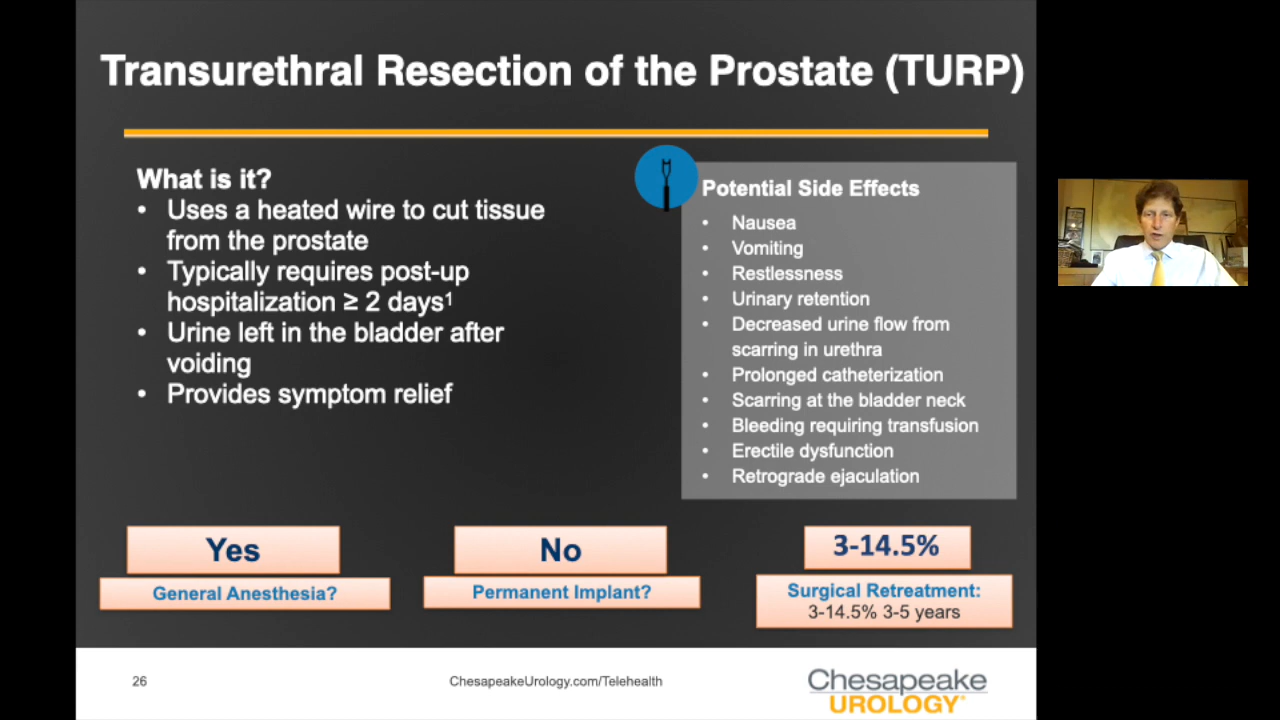 Transurethral Resection of the Prostate (TURP)
What is it?
• Uses a heated wire to cut tissue
from the prostate
• Typically requires post-up
hospitalization ≥ 2 days¹
• Urine left in the bladder after
voiding
• Provides symptom relief
Potential Side Effects
• Nausea
• Vomiting
• Restlessness
• Urinary retention
• Decreased urine flow from
scarring in urethra
• Prolonged catheterization
• Scarring at the bladder neck
• Bleeding requiring transfusion
• Erectile dysfunction
• Retrograde ejaculation
Yes
General Anesthesia?
No
Permanent Implant?
3-14.5%
Surgical Retreatment:
3-14.5% 3-5 years
26
ChesapeakeUrology.com/Telehealth
Chesapeake
UROLOGY®